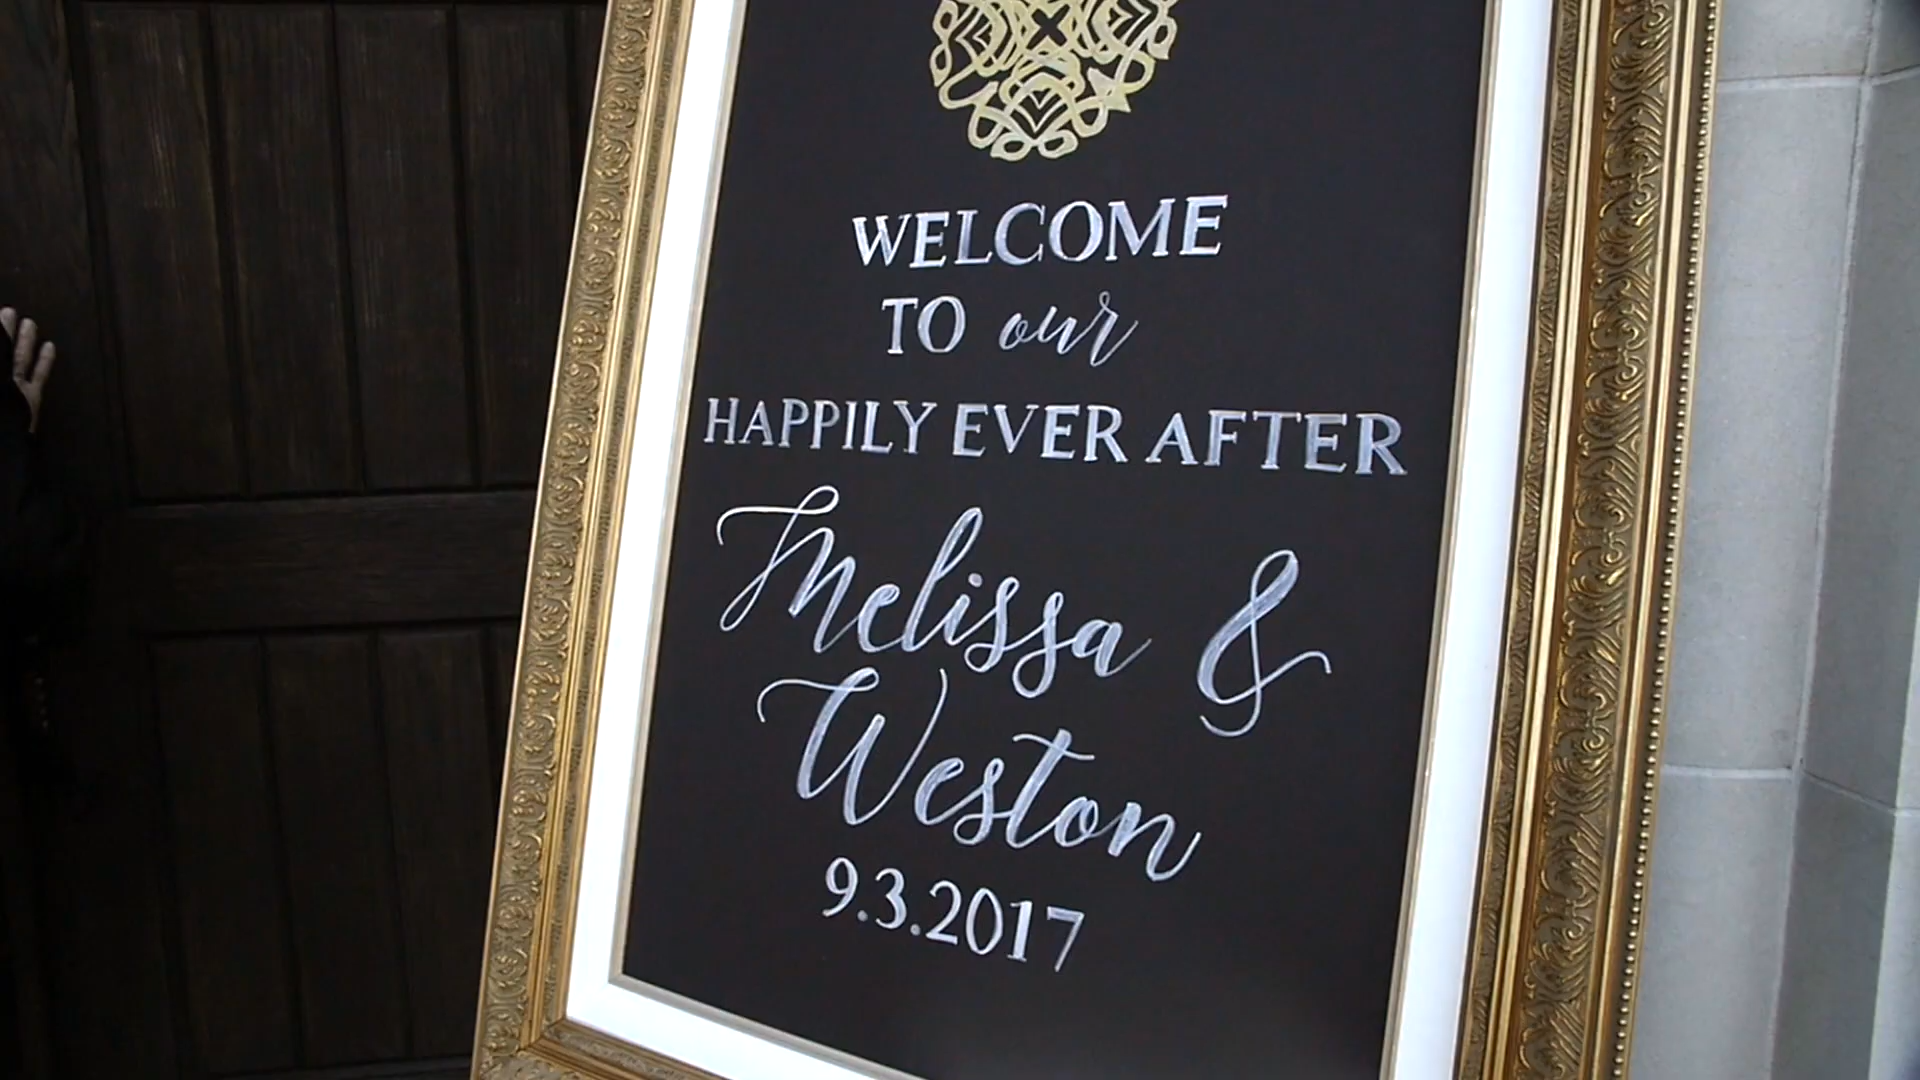 WELCOME
TO our
HAPPILY EVER AFTER
Melissa &
Weston
9.3.2017